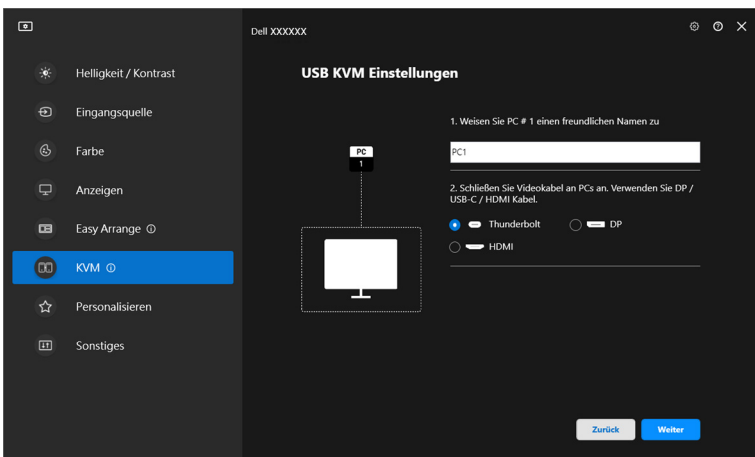 Dell XXXXXX
Helligkeit / Kontrast
Eingangsquelle
Farbe
Anzeigen
Easy Arrange
KVM
Personalisieren
Sonstiges
USB KVM Einstellungen
PC
1
1. Weisen Sie PC # 1 einen freundlichen Namen zu
PC1
2. Schließen Sie Videokabel an PCs an. Verwenden Sie DP /
USB-C / HDMI Kabel.
Thunderbolt
DP
HDMI
Zurück
Weiter